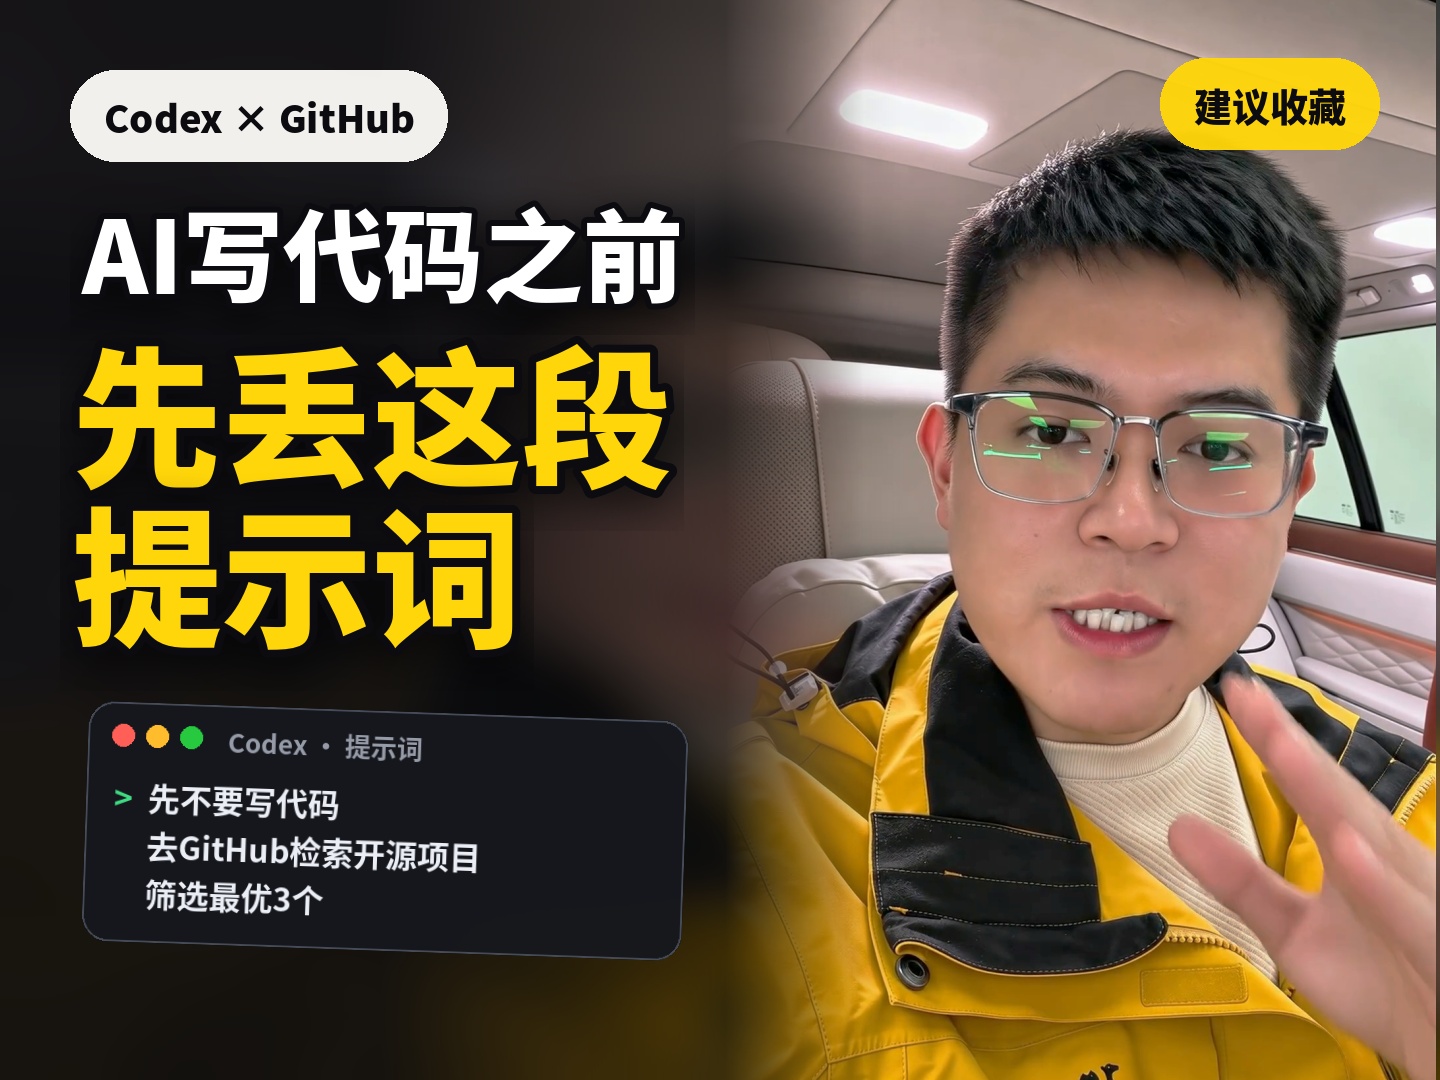 Codex × GitHub
建议收藏
AI写代码之前
先丢这段
提示词
Codex · 提示词
> 先不要写代码
去GitHub检索开源项目
筛选最优3个